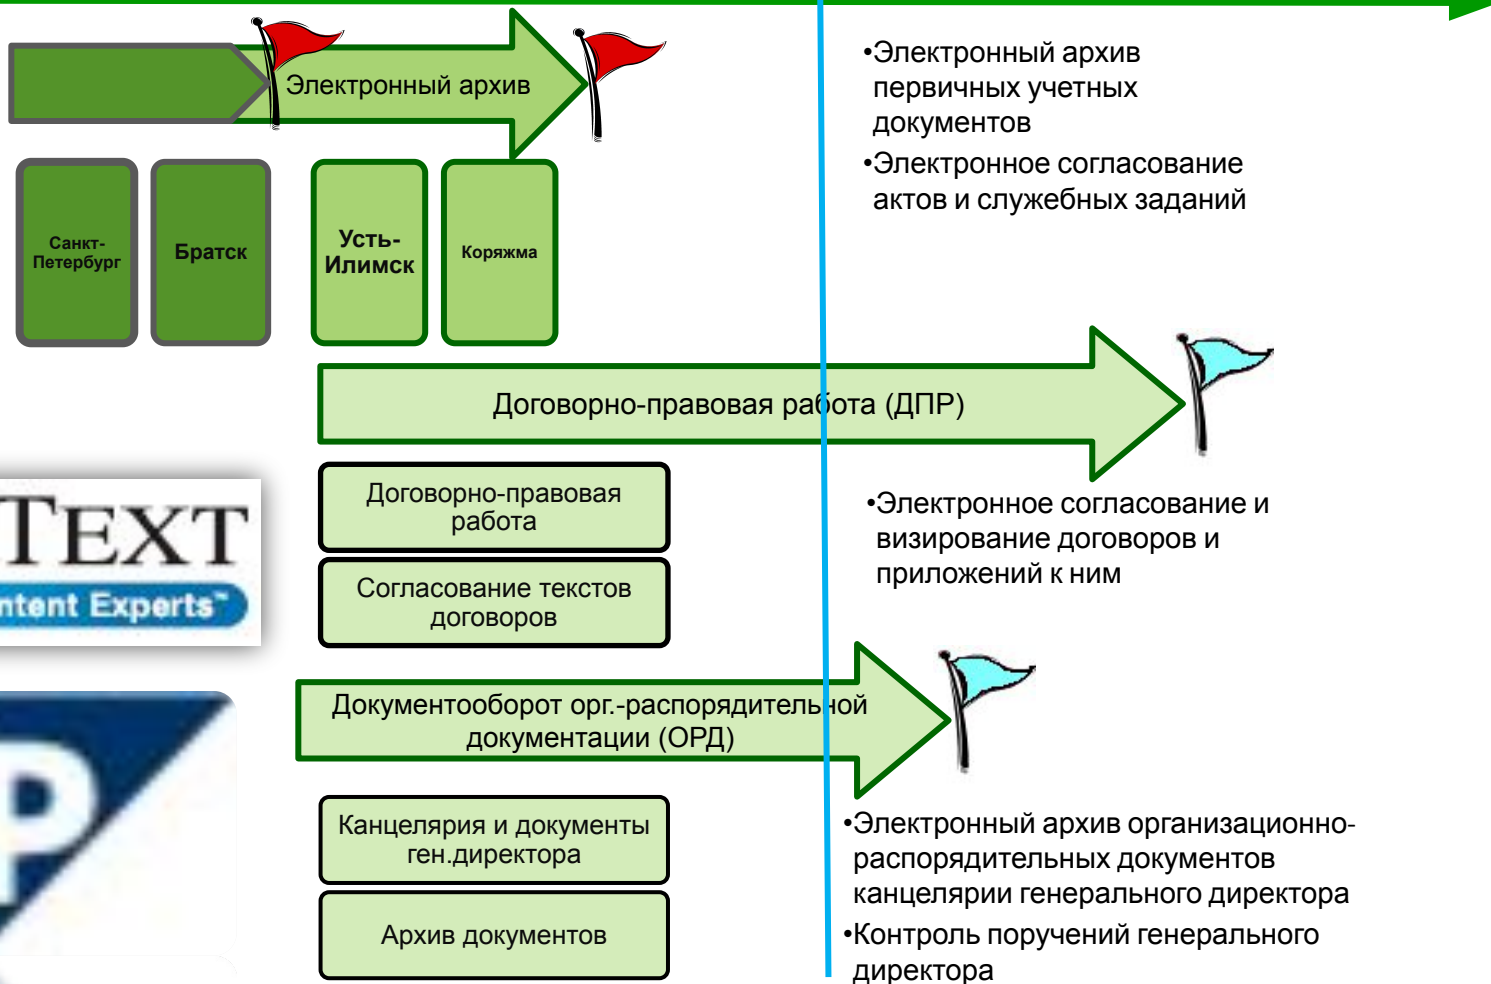 Электронный архив
•Электронный архив
первичных учетных
документов
•Электронное согласование
актов и служебных заданий
Санкт-
Петербург
Братск
Усть-
Илимск
Коряжма
Договорно-правовая работа (ДПР)
Договорно-правовая
работа
Согласование текстов
договоров
•Электронное согласование и
визирование договоров и
приложений к ним
TEXT
ntent Experts™
Документооборот орг.-распорядительной
документации (ОРД)
P
Канцелярия и документы
ген.директора
Архив документов
•Электронный архив организационно-
распорядительных документов
канцелярии генерального директора
•Контроль поручений генерального
директора